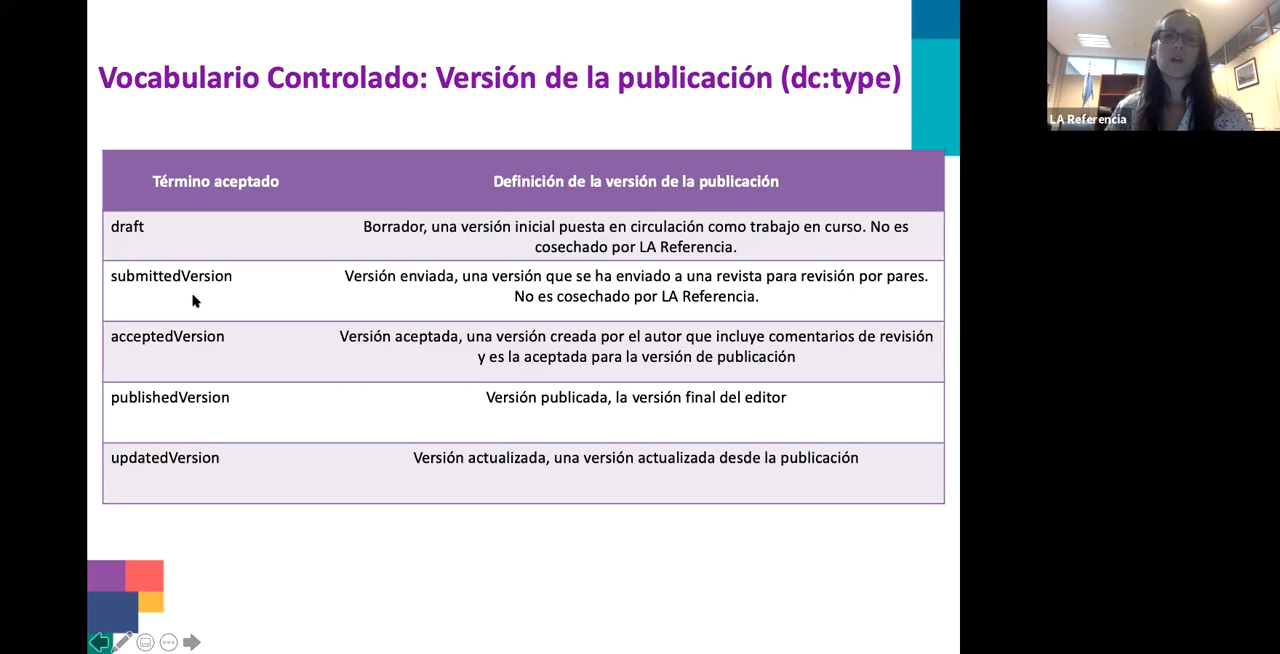 Vocabulario Controlado: Versión de la publicación (dc:type)
LA Referencia
Término aceptado
Definición de la versión de la publicación
draft
Borrador, una versión inicial puesta en circulación como trabajo en curso. No es
cosechado por LA Referencia.
submittedVersion
Versión enviada, una versión que se ha enviado a una revista para revisión por pares.
No es cosechado por LA Referencia.
acceptedVersion
Versión aceptada, una versión creada por el autor que incluye comentarios de revisión
y es la aceptada para la versión de publicación
publishedVersion
Versión publicada, la versión final del editor
updatedVersion
Versión actualizada, una versión actualizada desde la publicación